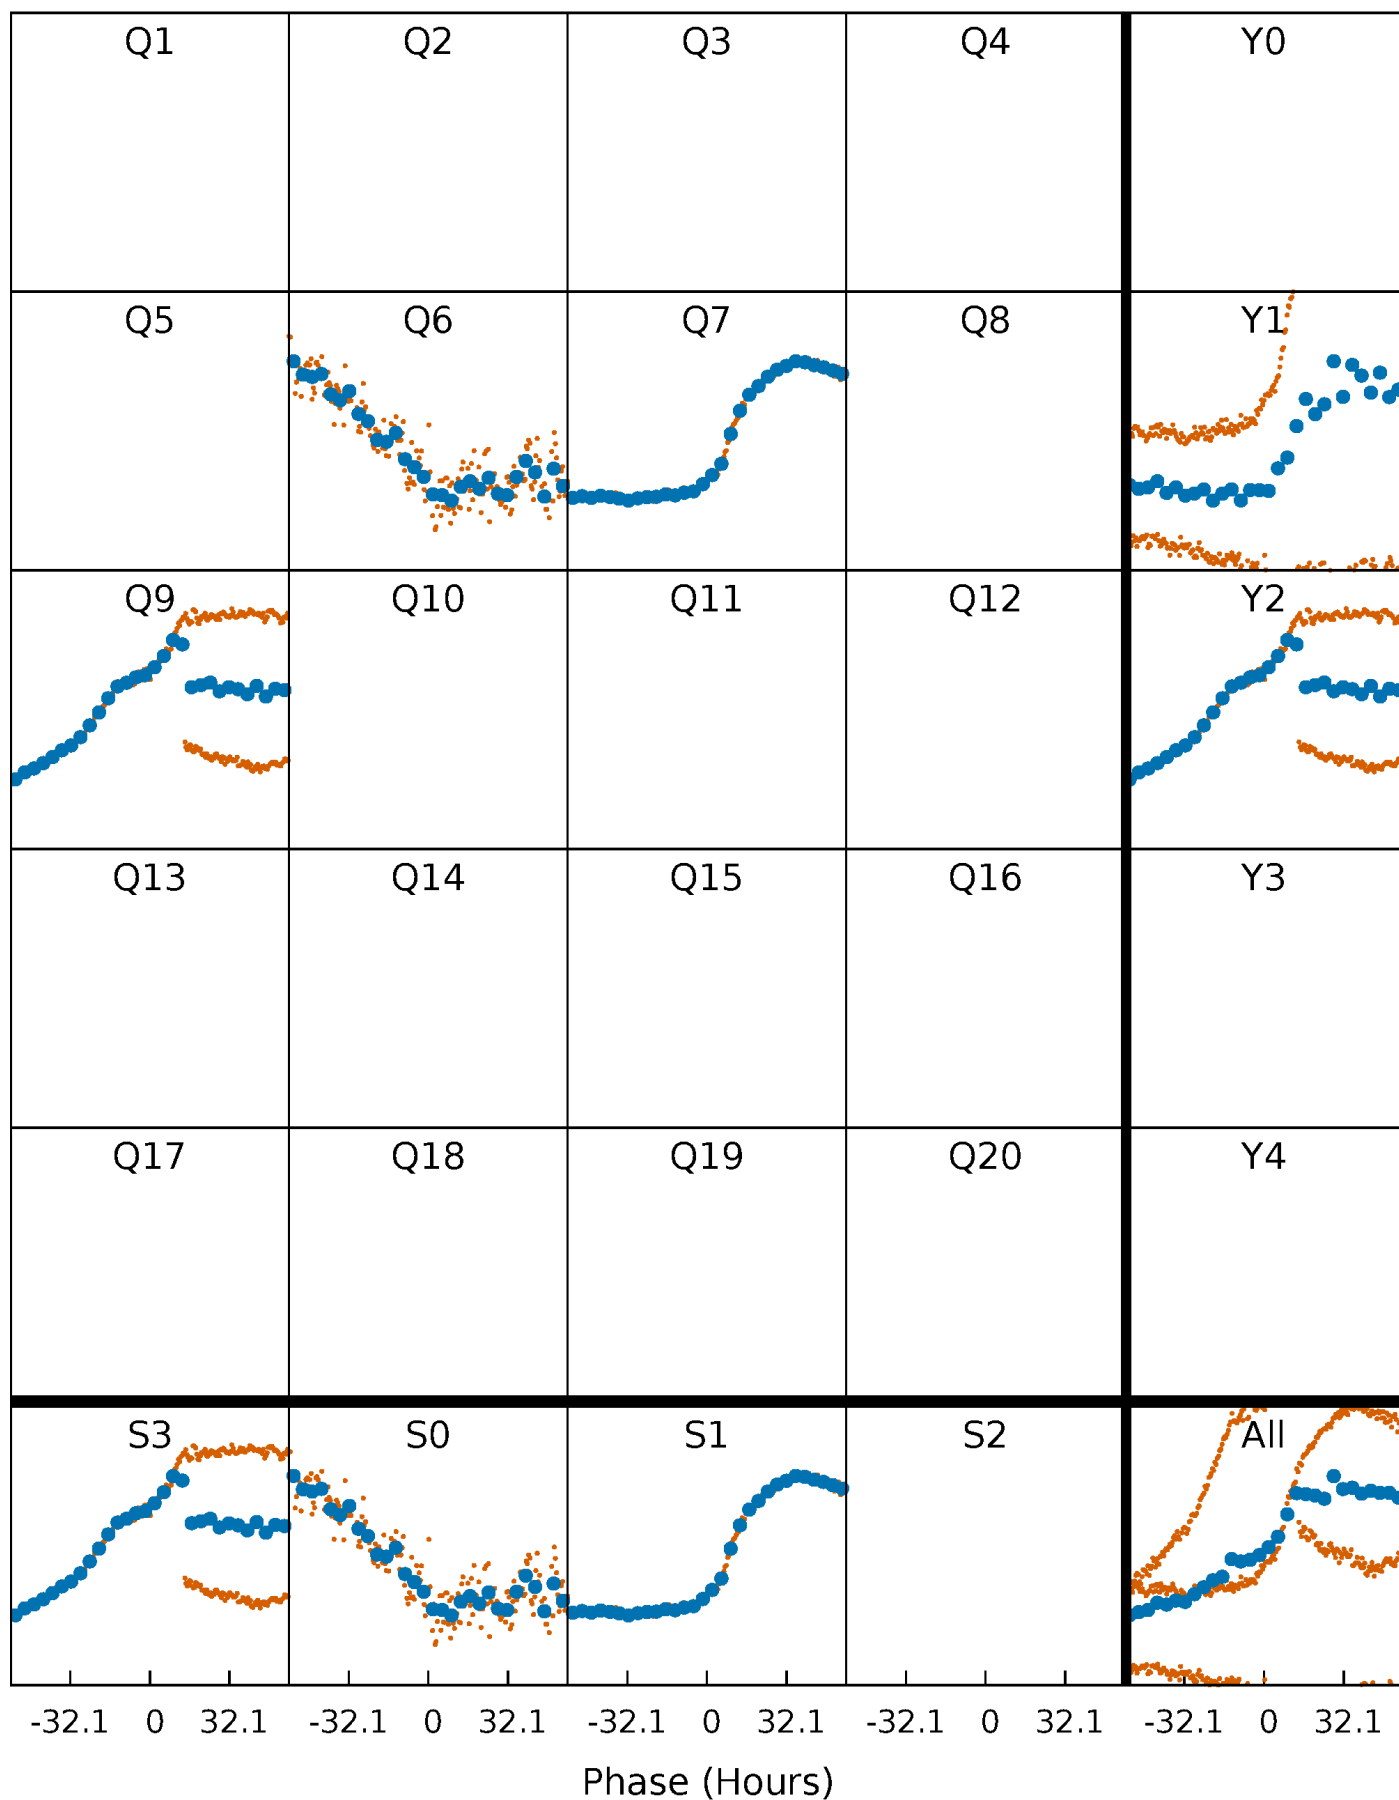 Q1 Q2 Q3 Q4 Y0
Q5 Q6 Q7 Q8 Y1
Q9 Q10 Q11 Q12 Y2
Q13 Q14 Q15 Q16 Y3
Q17 Q18 Q19 Q20 Y4
S3 S0 S1 S2 All
-32.1 0 32.1 -32.1 0 32.1 -32.1 0 32.1 -32.1 0 32.1 -32.1 0 32.1
Phase (Hours)